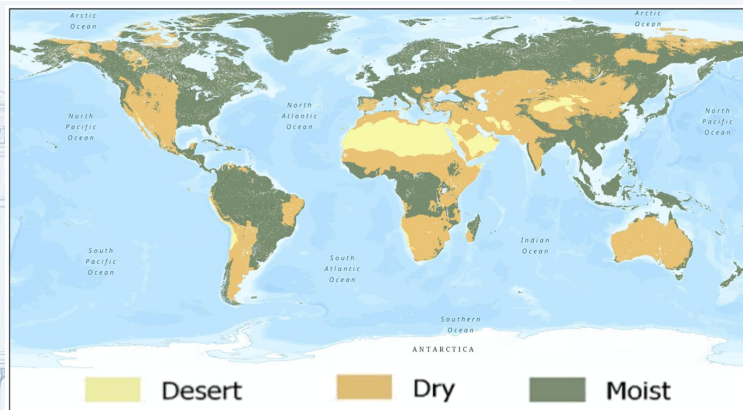 Arctic
Ocean
Arctic
Ocean
North
Pacific
Ocean
North
Atlantic
Ocean
North
Pacific
Ocean
South
Pacific
Ocean
South
Atlantic
Ocean
Indian
Ocean
Southern
Ocean
ANTARCTICA
Desert
Dry
Moist